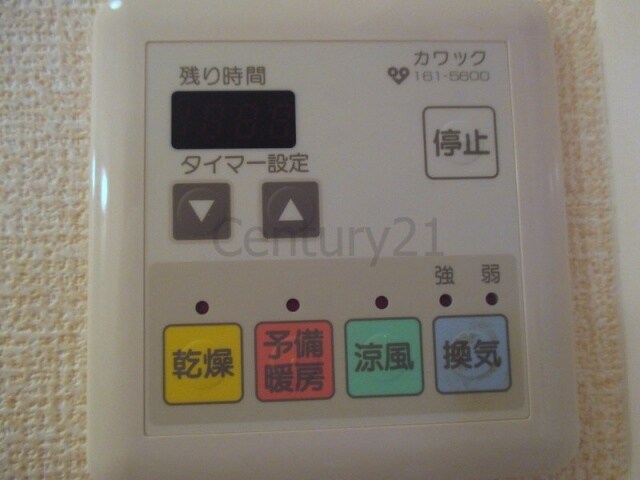 カワック
残り時間
161-5600
停止
タイマー設定
▼ ▲
Century21
強 弱
乾燥
予備
暖房
涼風
換気